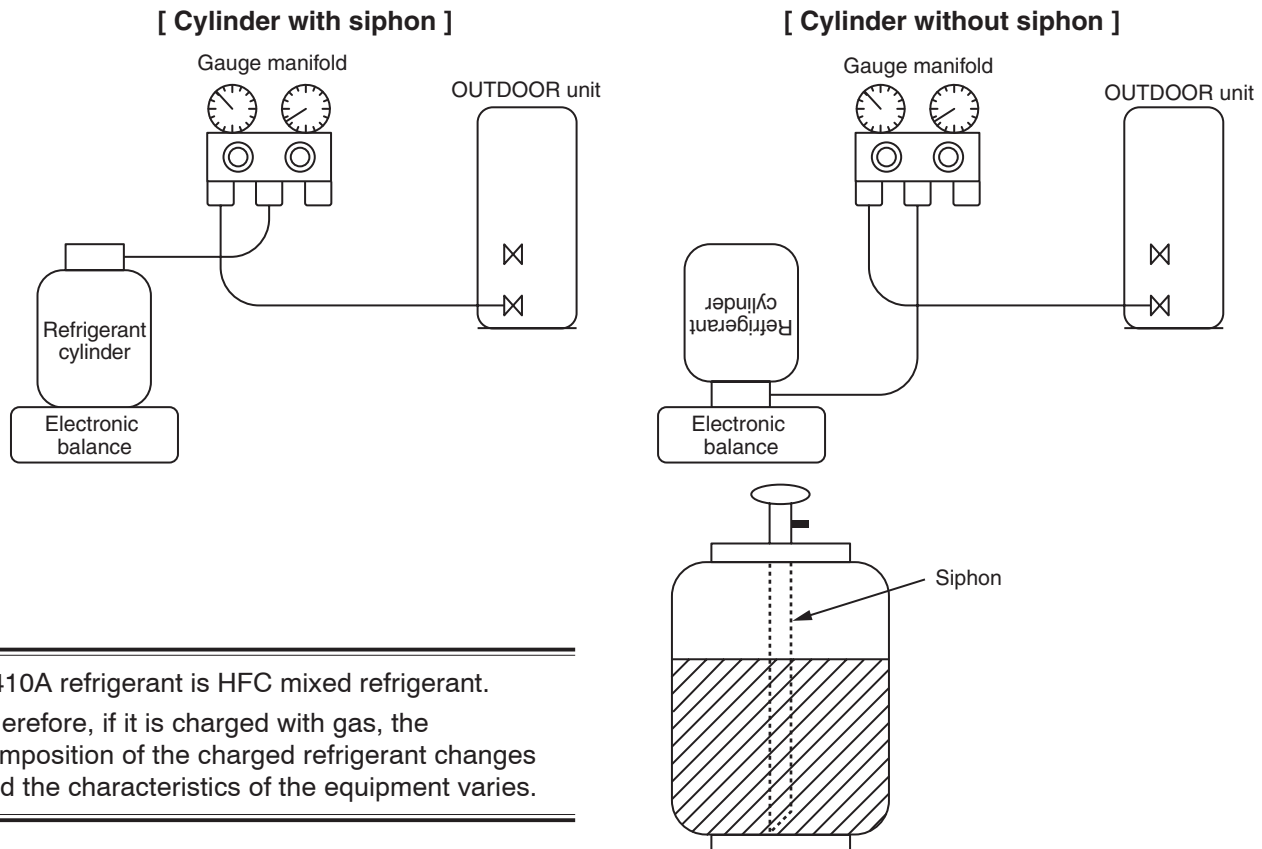 [ Cylinder with siphon ]
Gauge manifold
OUTDOOR unit
Refrigerant
cylinder
Electronic
balance
[ Cylinder without siphon ]
Gauge manifold
OUTDOOR unit
Refrigerant
cylinder
Electronic
balance
Siphon
410A refrigerant is HFC mixed refrigerant.
erefore, if it is charged with gas, the
mposition of the charged refrigerant changes
d the characteristics of the equipment varies.